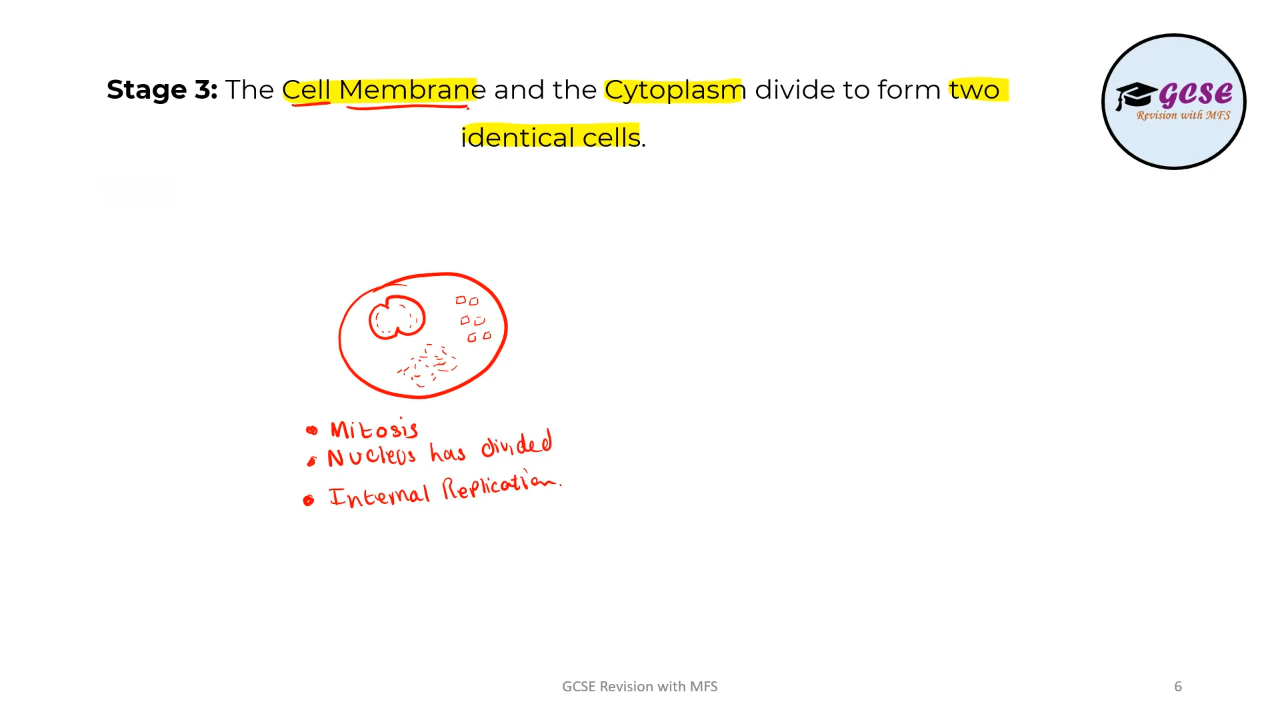 Stage 3: The Cell Membrane and the Cytoplasm divide to form two
identical cells.
GCSE
Revision with MFS
• Mitosis
• Nucleus has divided
• Internal Replication.
GCSE Revision with MFS
6